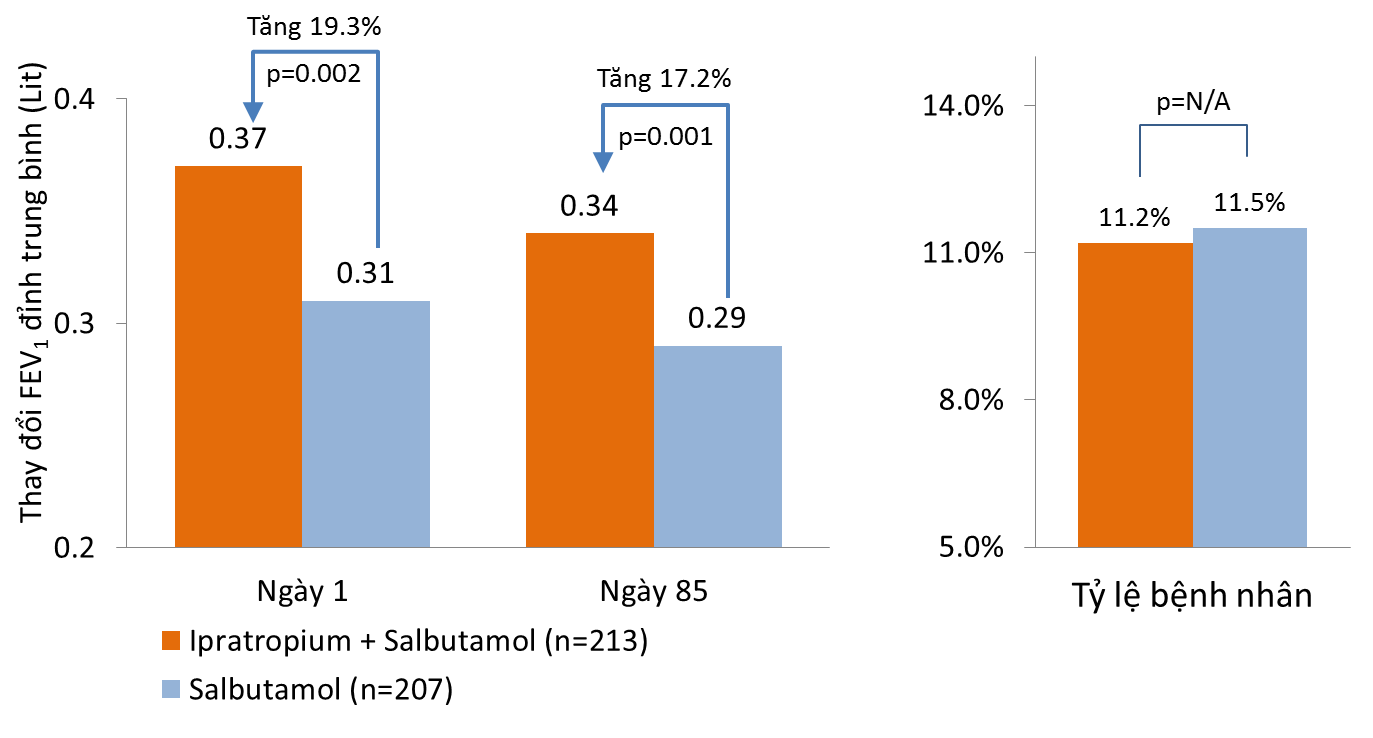 Tăng 19.3%
p=0.002
Tăng 17.2%
p=0.001
Thay đổi FEV₁ đỉnh trung bình (Lit)
0.4
0.3
0.2
0.37
0.31
0.34
0.29
Ngày 1
Ngày 85
Ipratropium + Salbutamol (n=213)
Salbutamol (n=207)
p=N/A
14.0%
11.0%
8.0%
5.0%
11.2%
11.5%
Tỷ lệ bệnh nhân